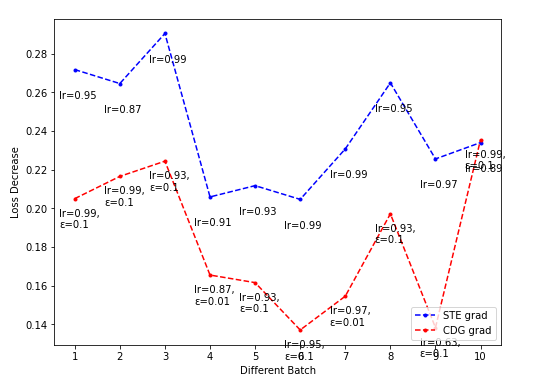 0.28
0.26
0.24
0.22
0.20
0.18
0.16
0.14
Loss Decrease
lr=0.95
lr=0.87
lr=0.99
lr=0.91
lr=0.93
lr=0.99
lr=0.99
lr=0.95
lr=0.97
lr=0.89
lr=0.99,
ε=0.1
lr=0.99,
ε=0.1
lr=0.93,
ε=0.1
lr=0.87,
ε=0.01
lr=0.93,
ε=0.1
lr=0.95,
ε=0.1
lr=0.97,
ε=0.01
lr=0.93,
ε=0.1
lr=0.63,
ε=0.1
lr=0.99,
ε=0.1
STE grad
CDG grad
1 2 3 4 5 6 7 8 9 10
Different Batch